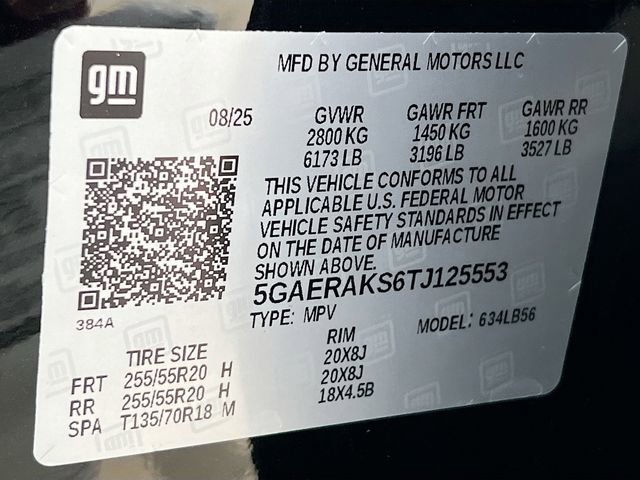 gm
MFD BY GENERAL MOTORS LLC
08/25 GVWR GAWR FRT GAWR RR
2800 KG 1450 KG 1600 KG
6173 LB 3196 LB 3527 LB
THIS VEHICLE CONFORMS TO ALL
APPLICABLE U.S. FEDERAL MOTOR
VEHICLE SAFETY STANDARDS IN EFFECT
ON THE DATE OF MANUFACTURE
SHOWN ABOVE.
5GAERAKS6TJ125553
384A
TYPE: MPV MODEL: 634LB56
TIRE SIZE RIM
FRT 255/55R20 H 20X8J
RR 255/55R20 H 20X8J
SPA T135/70R18 M 18X4.5B